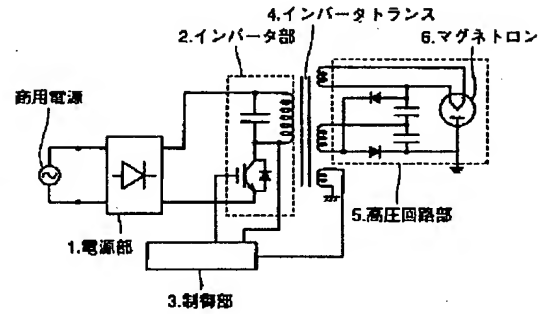 4.インバータトランス
2.インバータ部
6.マグネトロン
商用電源
5.高圧回路部
1.電源部
3.制御部